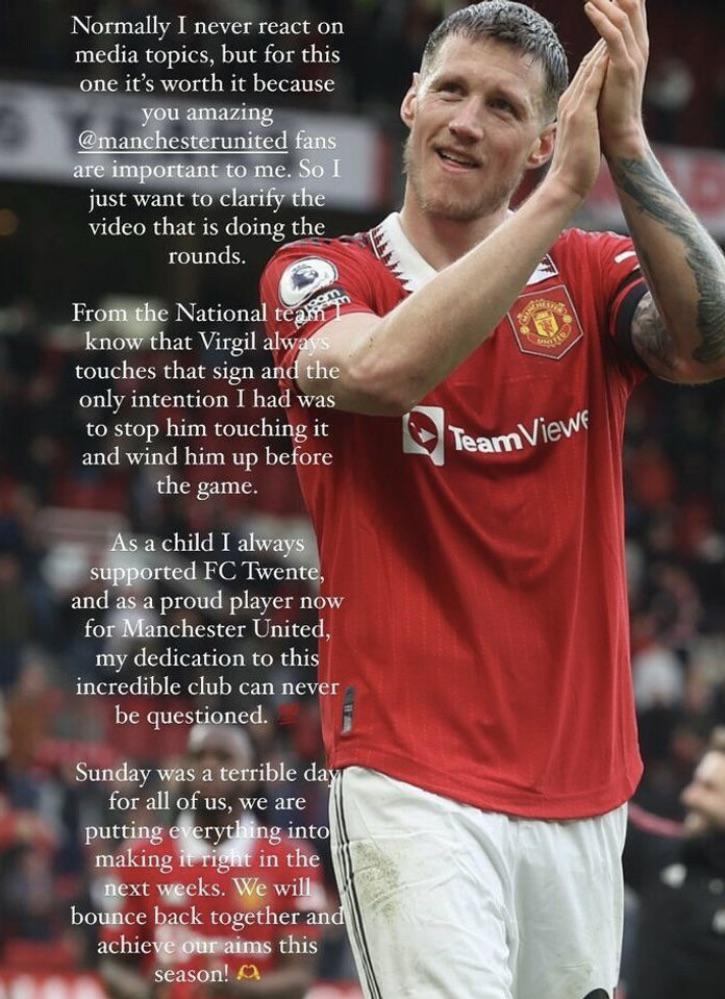 Normally I never react on
media topics, but for this
one it’s worth it because
you amazing
@manchesterunited fans
are important to me. So I
just want to clarify the
video that is doing the
rounds.
From the National team I
know that Virgil always
touches that sign and the
only intention I had was
to stop him touching it
and wind him up before
the game.
As a child I always
supported FC Twente,
and as a proud player now
for Manchester United,
my dedication to this
incredible club can never
be questioned.
Sunday was a terrible day
for all of us, we are
putting everything into
making it right in the
next weeks. We will
bounce back together and
achieve our aims this
season! 🫶
MANCHESTER
UNITED
TeamViewe